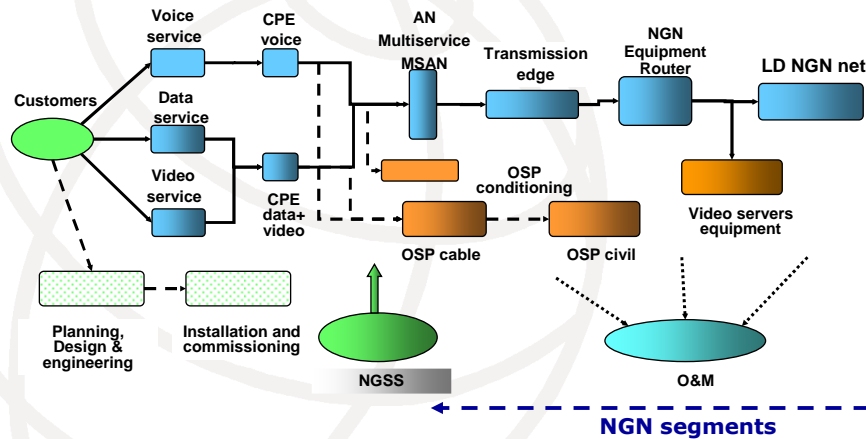 Voice
service
CPE
voice
AN
Multiservice
MSAN
Transmission
edge
NGN
Equipment
Router
LD NGN net
Customers
Data
service
Video
service
CPE
data+
video
OSP
conditioning
OSP cable
OSP civil
Video servers
equipment
Planning,
Design &
engineering
Installation and
commissioning
NGSS
O&M
NGN segments